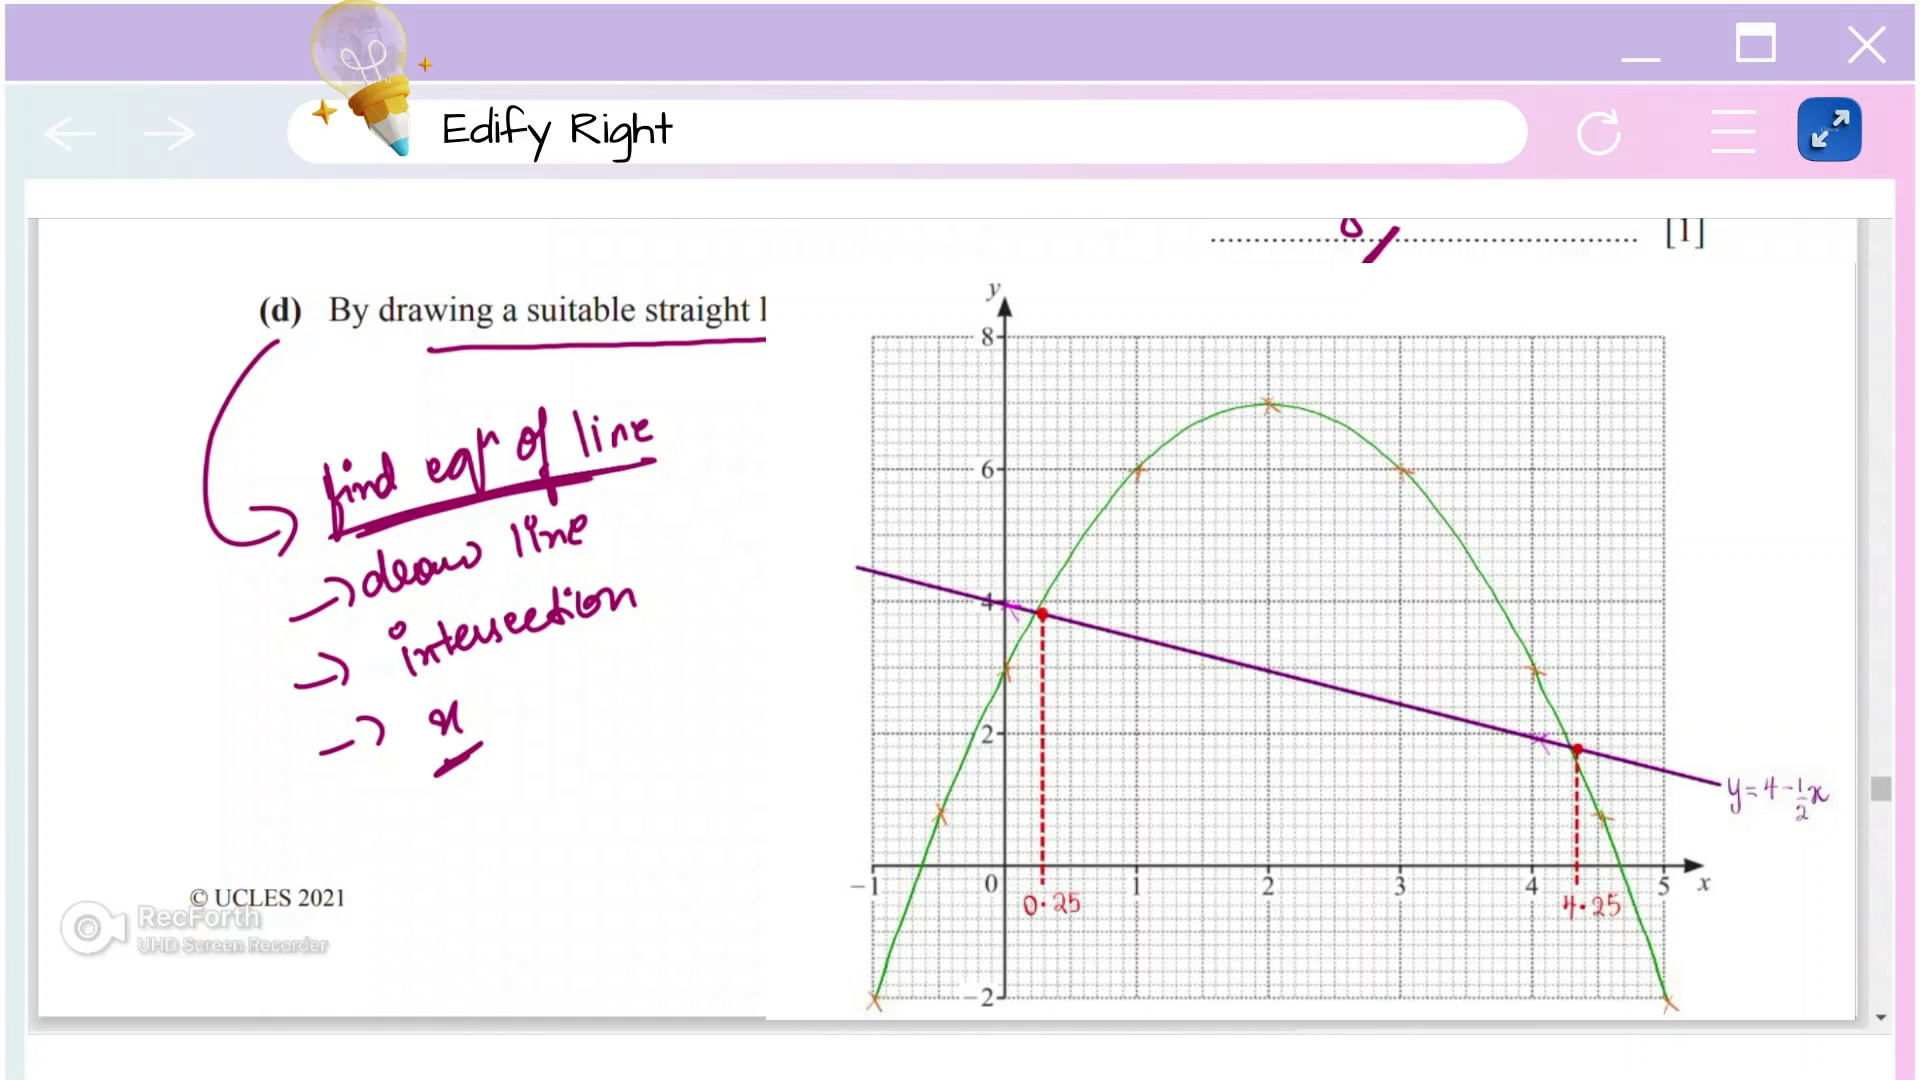 Edify Right
[1]
(d) By drawing a suitable straight l
find eqn of line
draw line
intersection
x
© UCLES 2021
RecForth
UHD Screen Recorder
y
8
6
4
2
-1 0 1 2 3 4 5 x
0.25 4.25
-2
y=4-1/2x